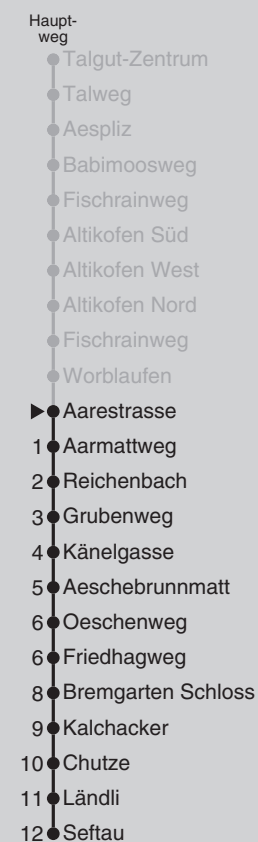 Haupt-
weg
Talgut-Zentrum
Talweg
Aespliz
Babimoosweg
Fischrainweg
Altikofen Süd
Altikofen West
Altikofen Nord
Fischrainweg
Worblaufen
Aarestrasse
1 Aarmattweg
2 Reichenbach
3 Grubenweg
4 Känelgasse
5 Aeschebrunnmatt
6 Oeschenweg
6 Friedhagweg
8 Bremgarten Schloss
9 Kalchacker
10 Chutze
11 Ländli
12 Seftau